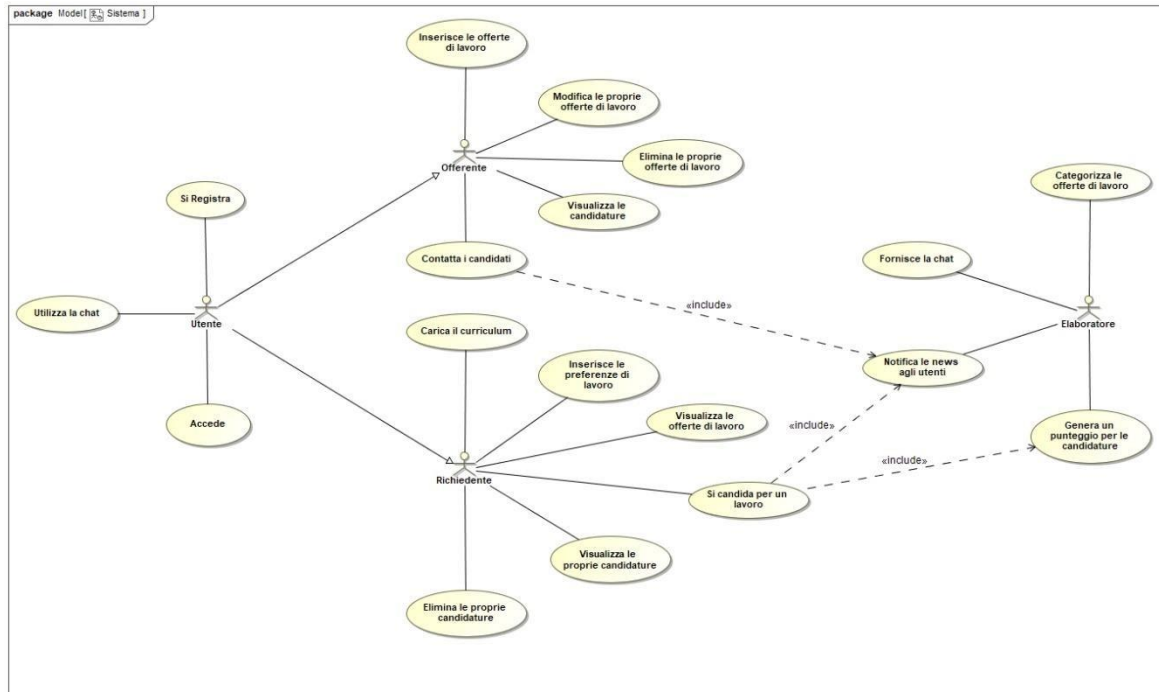 package Model[ Sistema ]
Inserisce le offerte
di lavoro
Modifica le proprie
offerte di lavoro
Elimina le proprie
offerte di lavoro
Offerente
Visualizza le
candidature
Contatta i candidati
Si Registra
Utilizza la chat
Utente
Accede
Categorizza le
offerte di lavoro
Fornisce la chat
Elaboratore
«include»
Notifica le news
agli utenti
Carica il curriculum
Inserisce le
preferenze di
lavoro
Visualizza le
offerte di lavoro
«include»
Genera un
punteggio per le
candidature
«include»
Richiedente
Si candida per un
lavoro
Visualizza le
proprie candidature
Elimina le proprie
candidature